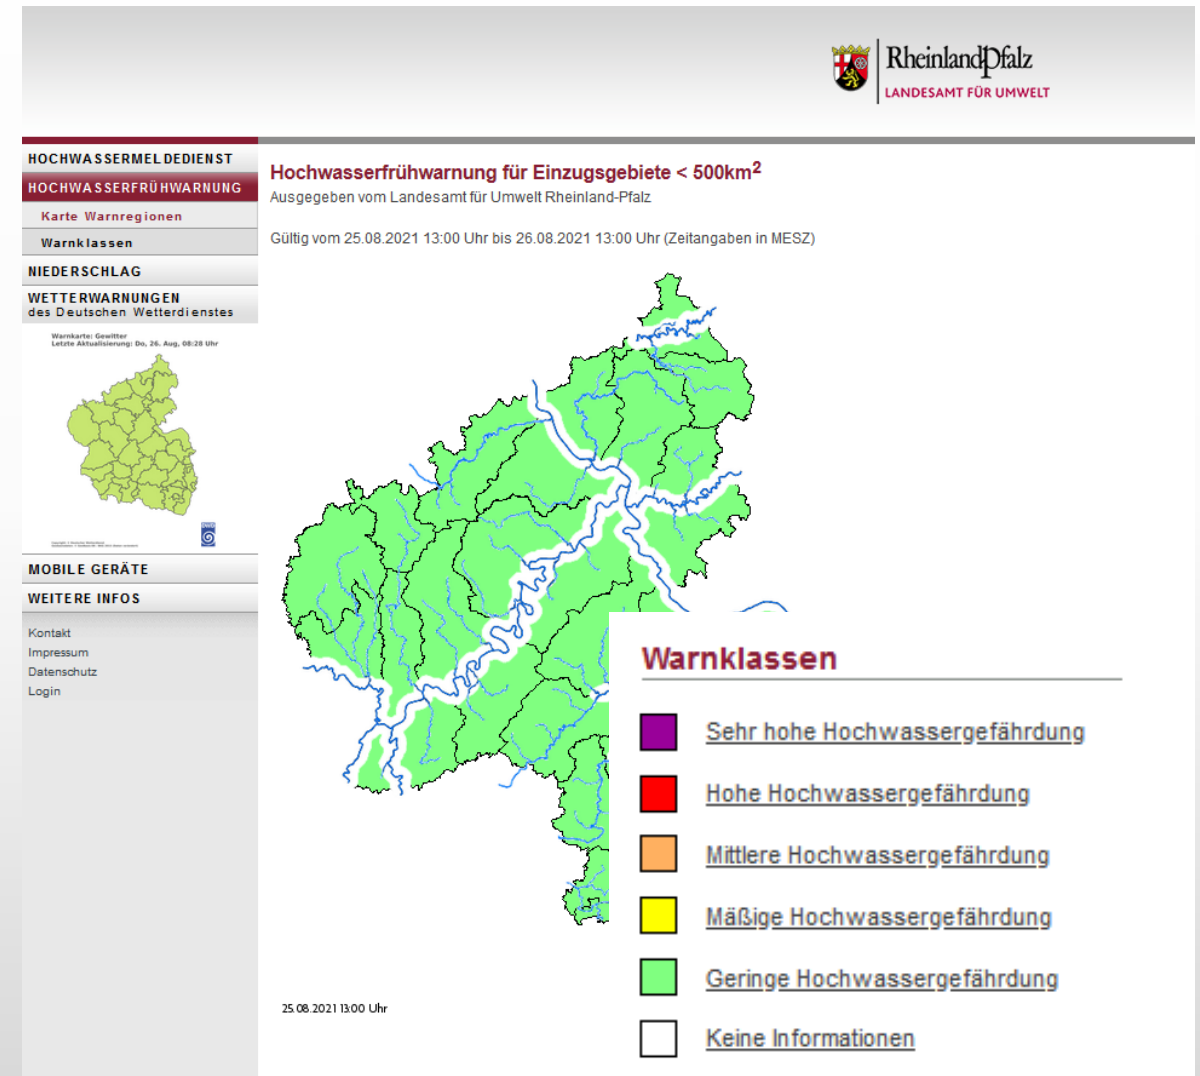 RheinlandPfalz
LANDESAMT FÜR UMWELT
HOCHWASSERMELDEDIENST
HOCHWASSERFRÜHWARNUNG
Karte Warnregionen
Warnklassen
NIEDERSCHLAG
WETTERWARNUNGEN
des Deutschen Wetterdienstes
Warnkarte: Gewitter
Letzte Aktualisierung: Do, 26. Aug, 08:28 Uhr
MOBILE GERÄTE
WEITERE INFOS
Kontakt
Impressum
Datenschutz
Login
Hochwasserfrühwarnung für Einzugsgebiete < 500km²
Ausgegeben vom Landesamt für Umwelt Rheinland-Pfalz
Gültig vom 25.08.2021 13:00 Uhr bis 26.08.2021 13:00 Uhr (Zeitangaben in MESZ)
25.08.2021 13:00 Uhr
Warnklassen
Sehr hohe Hochwassergefährdung
Hohe Hochwassergefährdung
Mittlere Hochwassergefährdung
Mäßige Hochwassergefährdung
Geringe Hochwassergefährdung
Keine Informationen